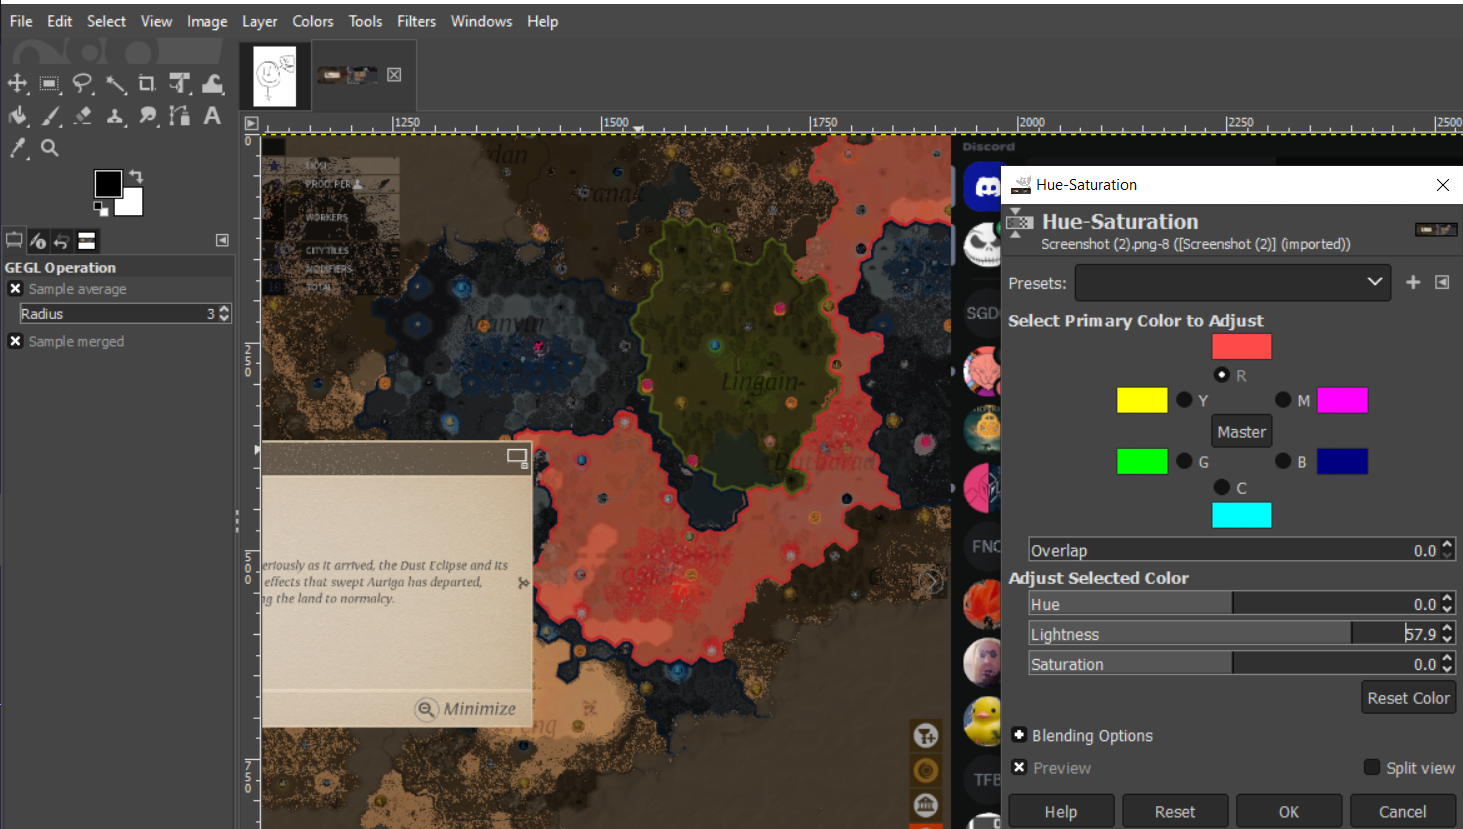 File Edit Select View Image Layer Colors Tools Filters Windows Help
1250 1500 1750 2000 2250 2500
0
250
500
750
GEGL Operation
Sample average
Radius 3
Sample merged
PROD. PER
WORKERS
CITY TILES
MODIFIERS
TOTAL
Manyur
Lingain
eriously as it arrived, the Dust Eclipse and its
effects that swept Auriga has departed,
ng the land to normalcy.
Minimize
Discord
SGD
FNC
TFB
Hue-Saturation
Hue-Saturation
Screenshot (2).png-8 ([Screenshot (2)] (imported))
Presets:
Select Primary Color to Adjust
R
Y M
Master
G B
C
Overlap 0.0
Adjust Selected Color
Hue 0.0
Lightness 57.9
Saturation 0.0
Reset Color
Blending Options
Preview Split view
Help Reset OK Cancel